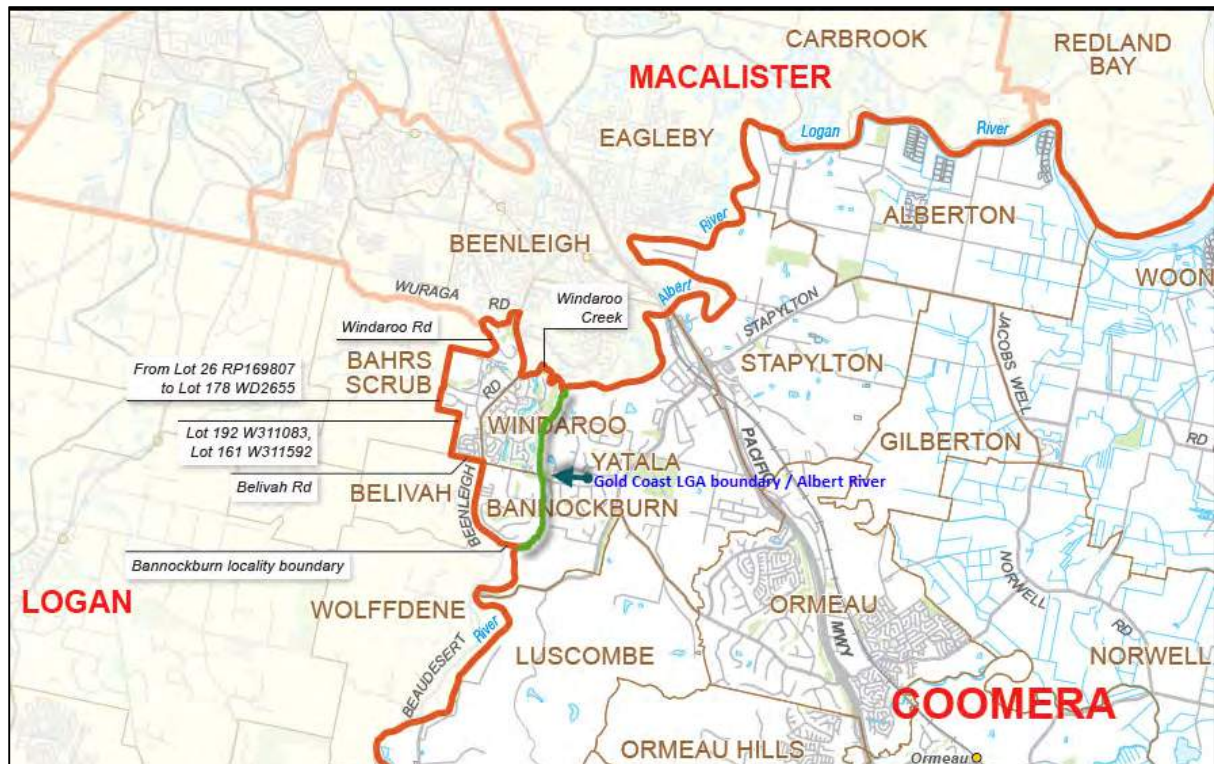 CARBROOK
REDLAND
BAY
MACALISTER
EAGLEBY
Logan
River
ALBERTON
River
BEENLEIGH
WOON
WURAGA
RD
Windaroo
Creek
Albert
Windaroo Rd
STAPYLTON
BAHRS
SCRUB
STAPYLTON
JACOBS WELL
From Lot 26 RP169807
to Lot 178 WD2655
RD
Lot 192 W311083,
Lot 161 W311592
WINDAROO
PACIFIC
GILBERTON
RD
YATALA
Belivah Rd
Gold Coast LGA boundary / Albert River
BELIVAH
BEENLEIGH
BANNOCKBURN
Bannockburn locality boundary
NORWELL
LOGAN
WOLFFDENE
ORMEAU
RD
River
MWY
BEAUDESERT
LUSCOMBE
NORWELL
COOMERA
ORMEAU HILLS
Ormeau